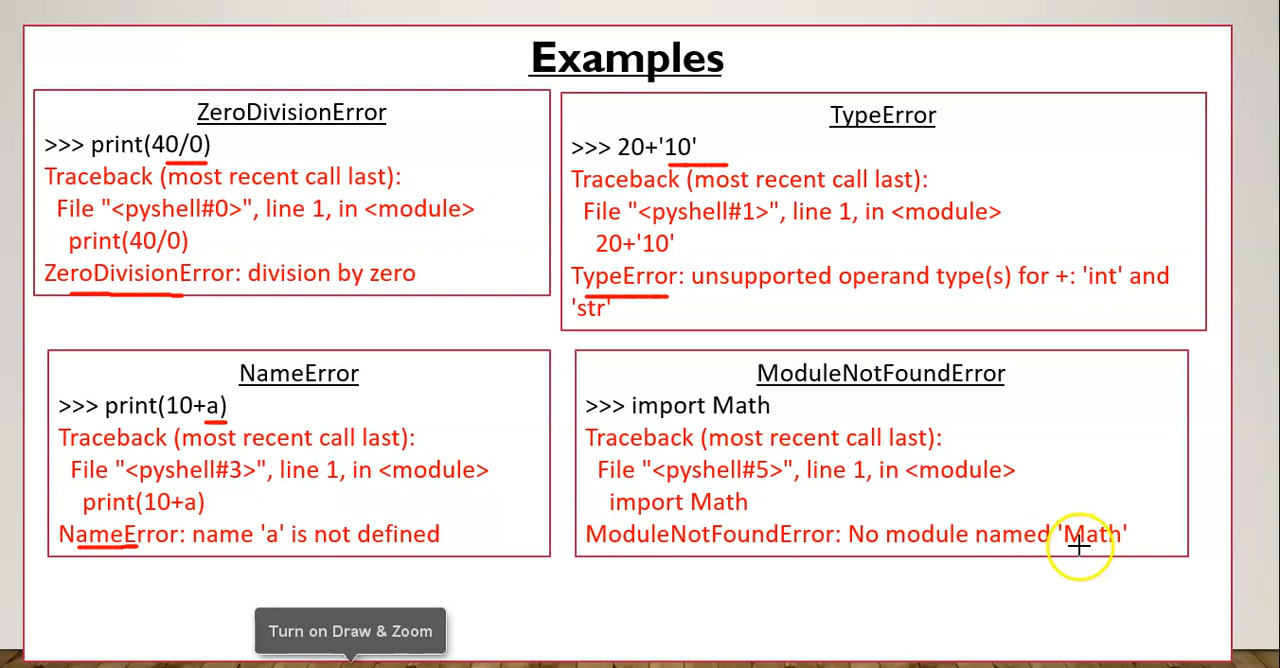 Examples
ZeroDivisionError
>>> print(40/0)
Traceback (most recent call last):
File "<pyshell#0>", line 1, in <module>
print(40/0)
ZeroDivisionError: division by zero
TypeError
>>> 20+'10'
Traceback (most recent call last):
File "<pyshell#1>", line 1, in <module>
20+'10'
TypeError: unsupported operand type(s) for +: 'int' and
'str'
NameError
>>> print(10+a)
Traceback (most recent call last):
File "<pyshell#3>", line 1, in <module>
print(10+a)
NameError: name 'a' is not defined
ModuleNotFoundError
>>> import Math
Traceback (most recent call last):
File "<pyshell#5>", line 1, in <module>
import Math
ModuleNotFoundError: No module named 'Math'
Turn on Draw & Zoom